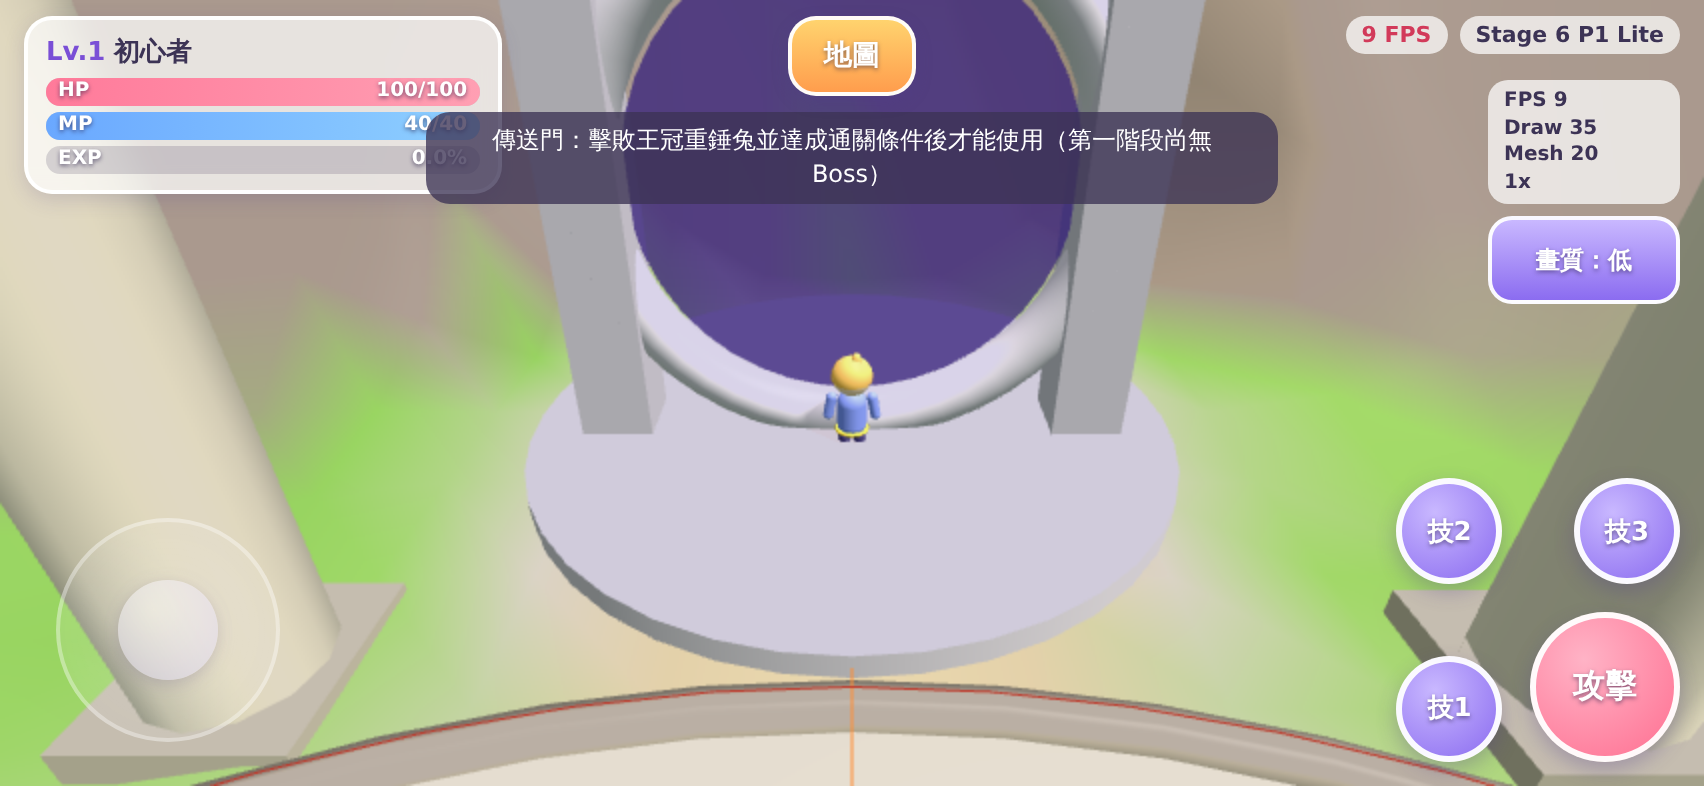 Lv.1 初心者
HP 100/100
MP 40/40
EXP 0.0%
地圖
傳送門：擊敗王冠重錘兔並達成通關條件後才能使用（第一階段尚無
Boss）
9 FPS
Stage 6 P1 Lite
FPS 9
Draw 35
Mesh 20
1x
畫質：低
技2
技3
技1
攻擊